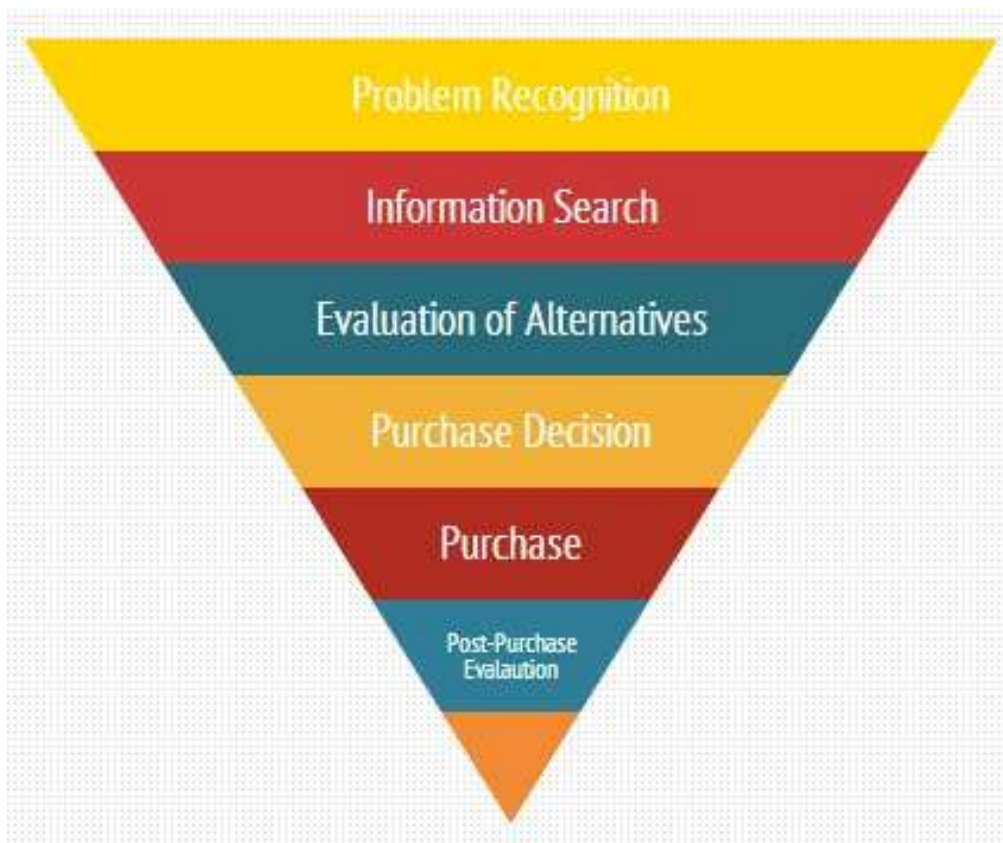 Problem Recognition
Information Search
Evaluation of Alternatives
Purchase Decision
Purchase
Post-Purchase
Evalaution